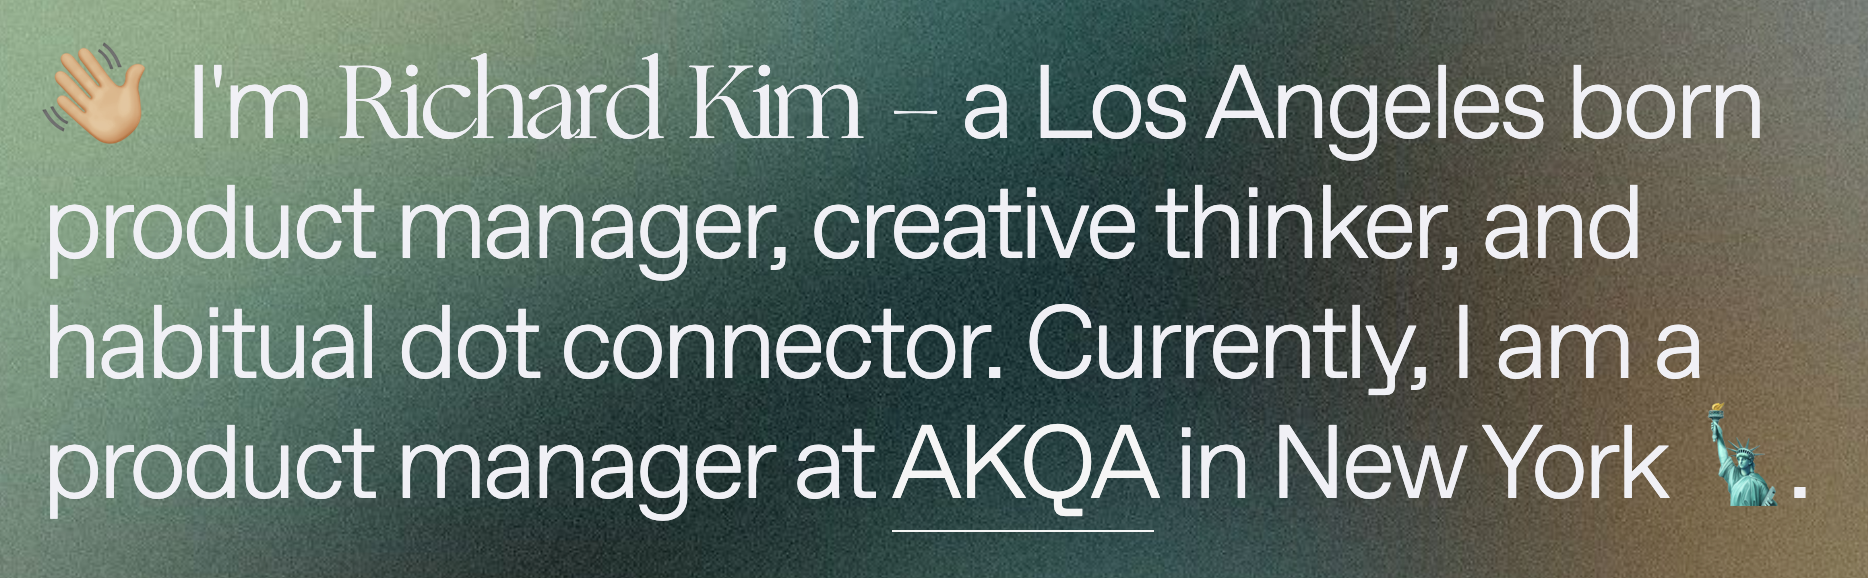 👋🏼 I'm Richard Kim – a Los Angeles born
product manager, creative thinker, and
habitual dot connector. Currently, I am a
product manager at AKQA in New York 🗽.